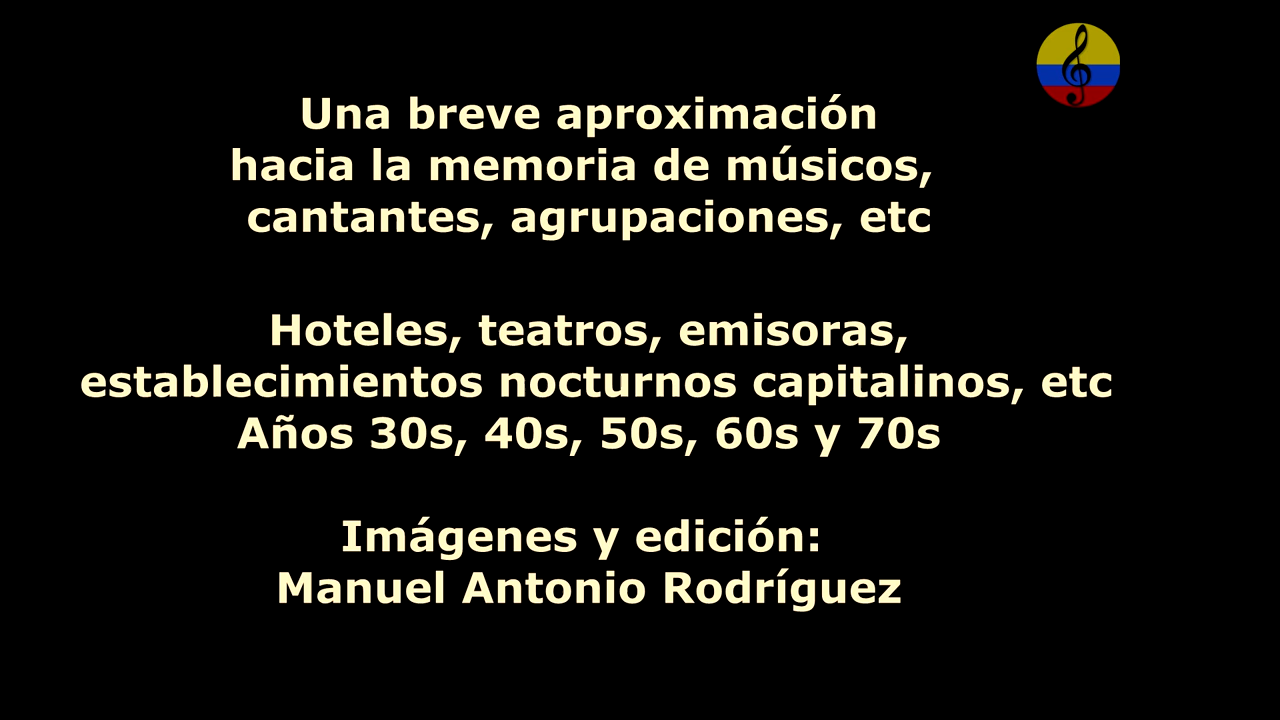 Una breve aproximación
hacia la memoria de músicos,
cantantes, agrupaciones, etc
Hoteles, teatros, emisoras,
establecimientos nocturnos capitalinos, etc
Años 30s, 40s, 50s, 60s y 70s
Imágenes y edición:
Manuel Antonio Rodríguez